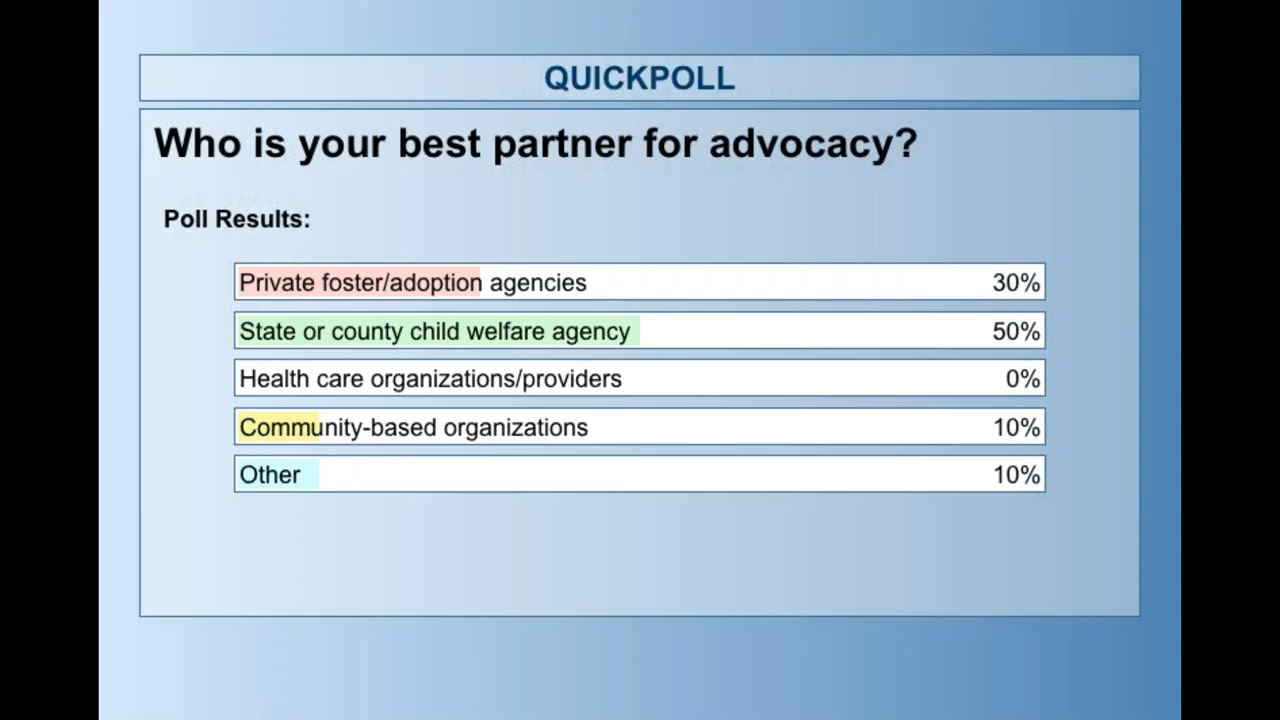 QUICKPOLL
Who is your best partner for advocacy?
Poll Results:
Private foster/adoption agencies 30%
State or county child welfare agency 50%
Health care organizations/providers 0%
Community-based organizations 10%
Other 10%